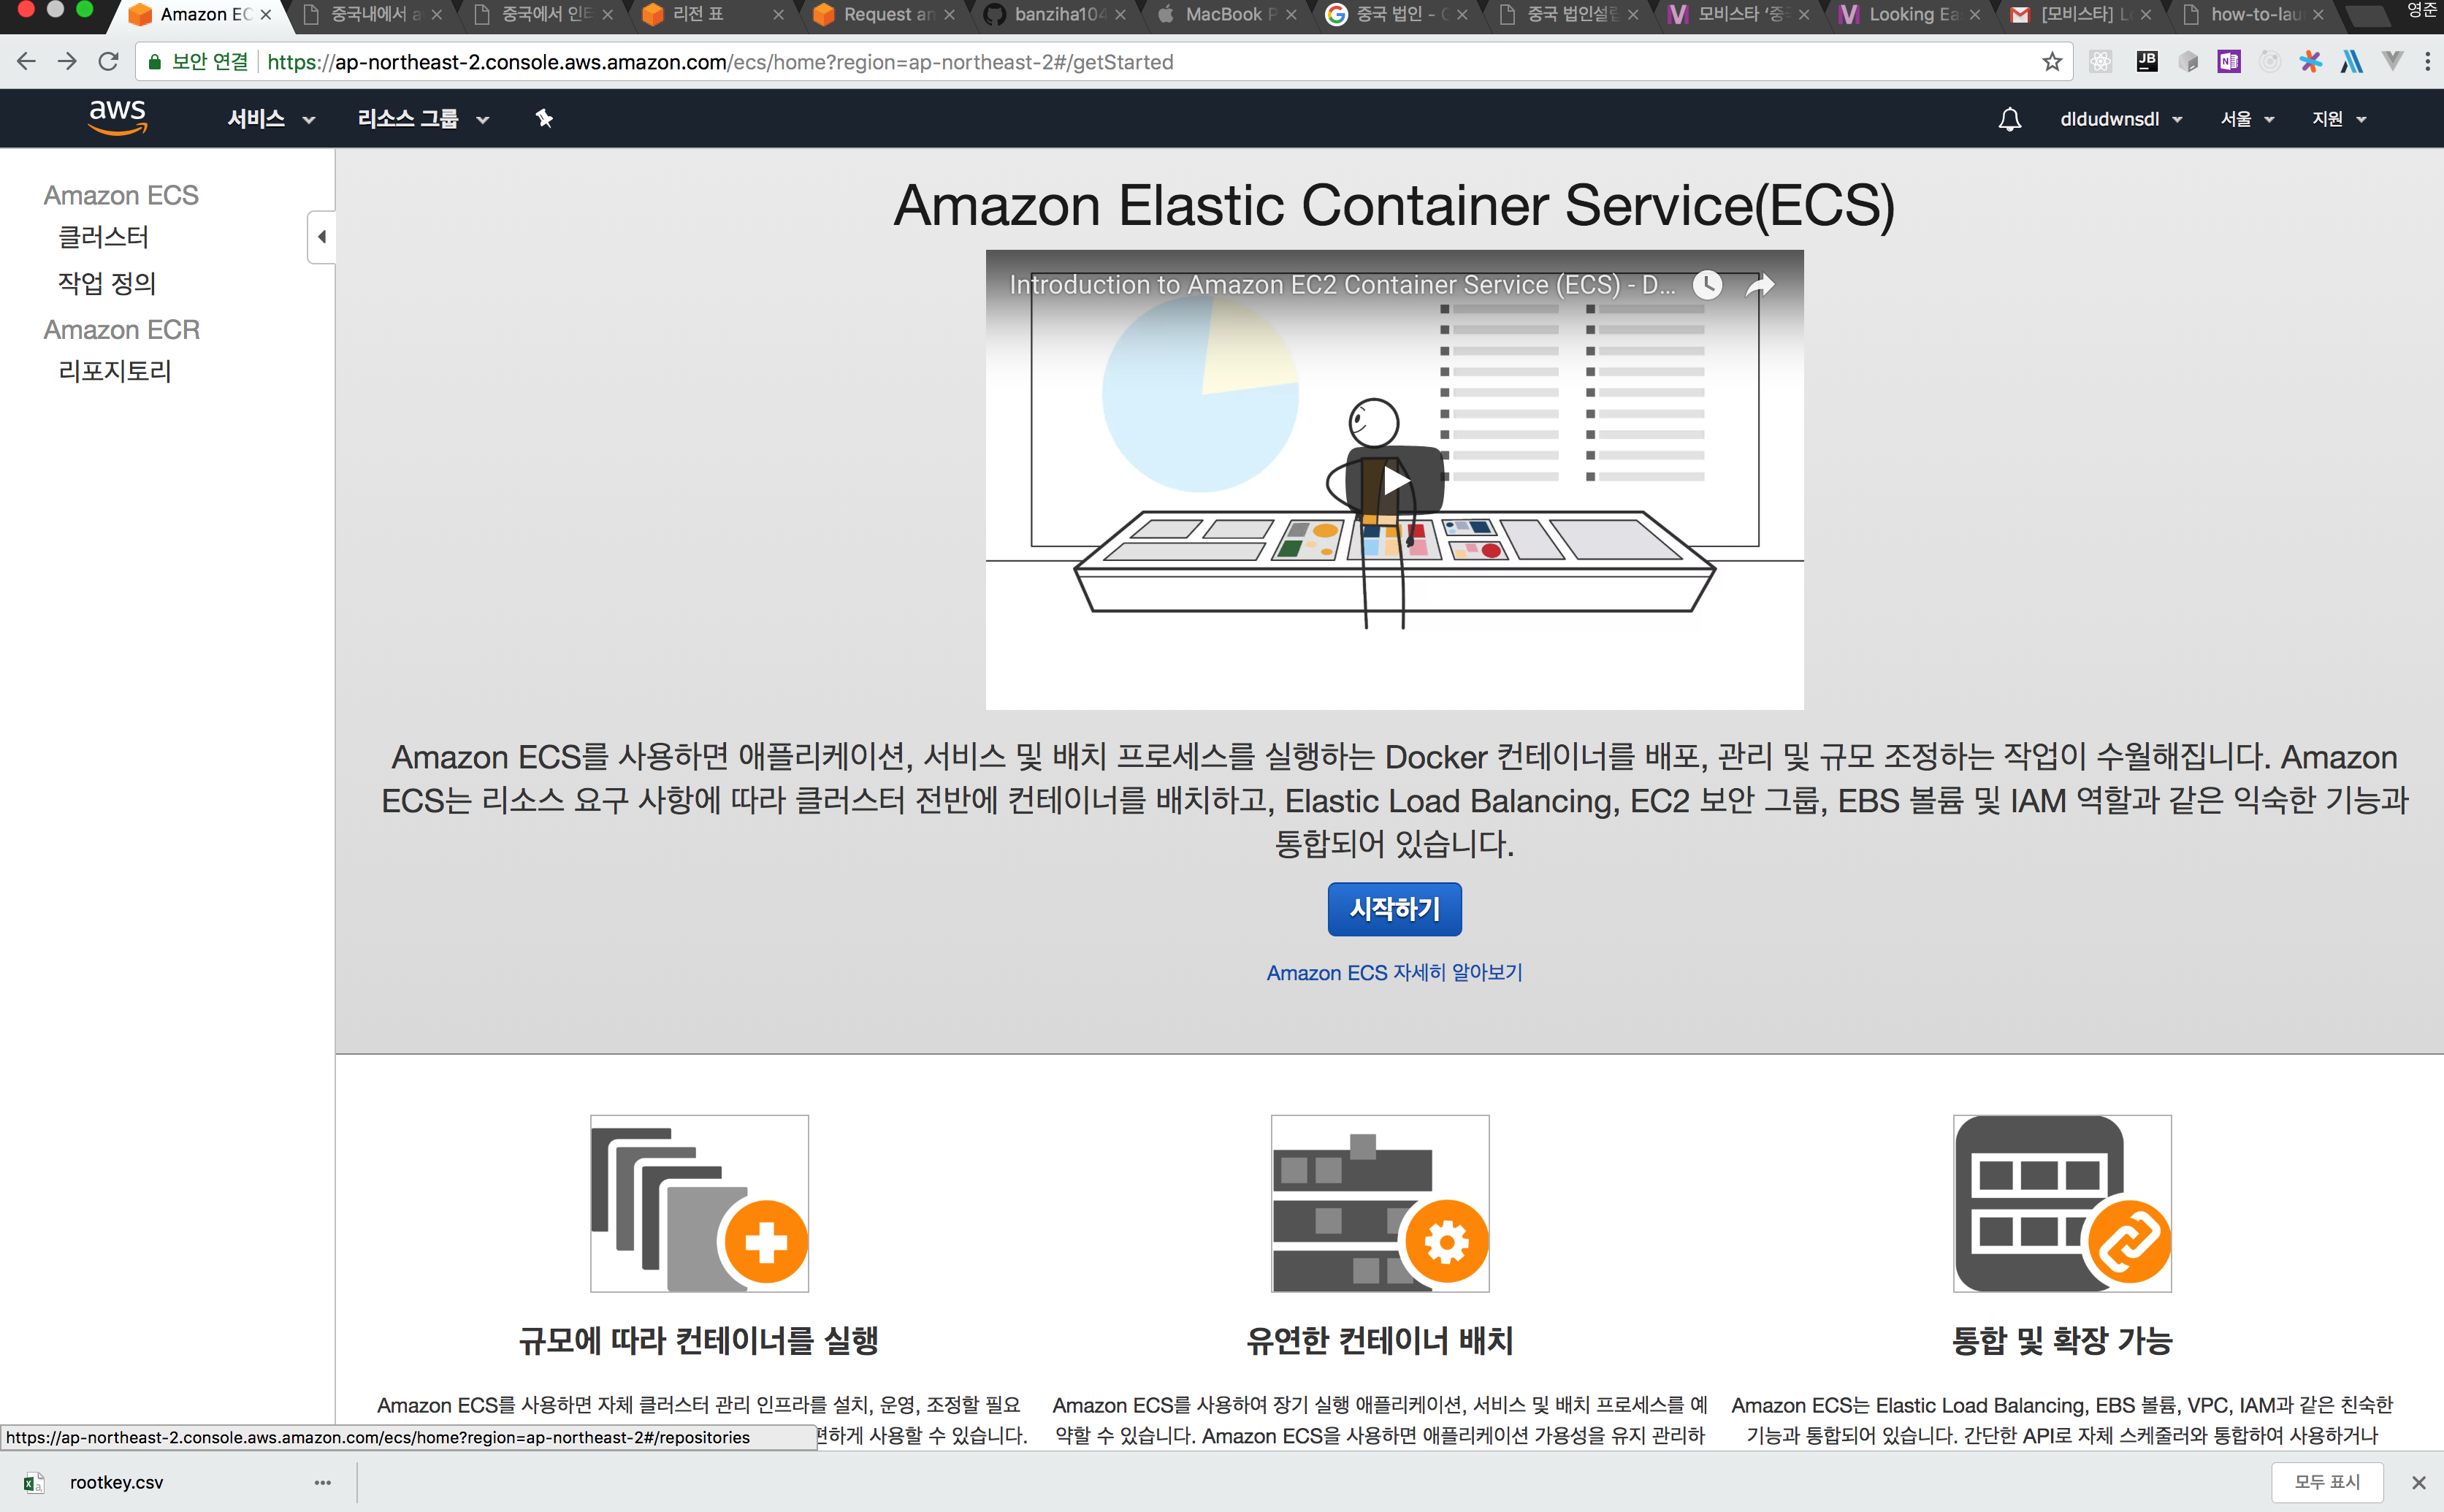 Amazon EC
중국내에서 a
중국에서 인터
리전 표
Request an
banziha104
MacBook P
중국 법인 - G
중국 법인설립
모비스타 '중국
Looking Ea
[모비스타] L
how-to-lau
영준
보안 연결
https://ap-northeast-2.console.aws.amazon.com/ecs/home?region=ap-northeast-2#/getStarted
JB
N
aws
서비스
리소스 그룹
dldudwnsdl
서울
지원
Amazon ECS
클러스터
작업 정의
Amazon ECR
리포지토리
Amazon Elastic Container Service(ECS)
Introduction to Amazon EC2 Container Service (ECS) - D...
Amazon ECS를 사용하면 애플리케이션, 서비스 및 배치 프로세스를 실행하는 Docker 컨테이너를 배포, 관리 및 규모 조정하는 작업이 수월해집니다. Amazon
ECS는 리소스 요구 사항에 따라 클러스터 전반에 컨테이너를 배치하고, Elastic Load Balancing, EC2 보안 그룹, EBS 볼륨 및 IAM 역할과 같은 익숙한 기능과
통합되어 있습니다.
시작하기
Amazon ECS 자세히 알아보기
규모에 따라 컨테이너를 실행
Amazon ECS를 사용하면 자체 클러스터 관리 인프라를 설치, 운영, 조정할 필요
편하게 사용할 수 있습니다.
유연한 컨테이너 배치
Amazon ECS를 사용하여 장기 실행 애플리케이션, 서비스 및 배치 프로세스를 예
약할 수 있습니다. Amazon ECS을 사용하면 애플리케이션 가용성을 유지 관리하
통합 및 확장 가능
Amazon ECS는 Elastic Load Balancing, EBS 볼륨, VPC, IAM과 같은 친숙한
기능과 통합되어 있습니다. 간단한 API로 자체 스케줄러와 통합하여 사용하거나
https://ap-northeast-2.console.aws.amazon.com/ecs/home?region=ap-northeast-2#/repositories
rootkey.csv
모두 표시